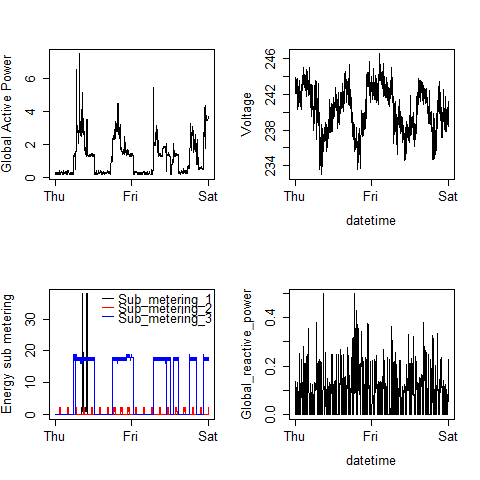 Global Active Power
0 2 4 6
Thu Fri Sat
Voltage
234 238 242 246
Thu Fri Sat
datetime
Energy sub metering
0 10 20 30
Sub_metering_1
Sub_metering_2
Sub_metering_3
Thu Fri Sat
Global_reactive_power
0.0 0.2 0.4
Thu Fri Sat
datetime